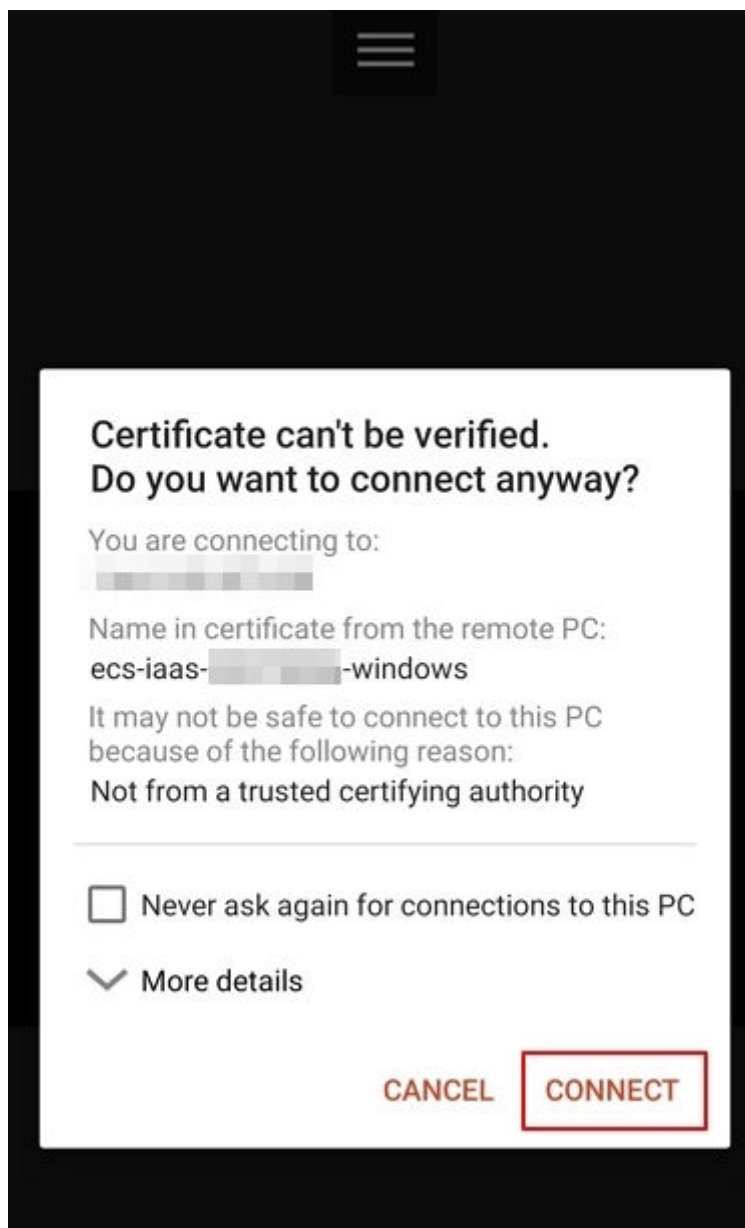 Certificate can't be verified.
Do you want to connect anyway?
You are connecting to:
Name in certificate from the remote PC:
ecs-iaas- -windows
It may not be safe to connect to this PC
because of the following reason:
Not from a trusted certifying authority
Never ask again for connections to this PC
More details
CANCEL CONNECT